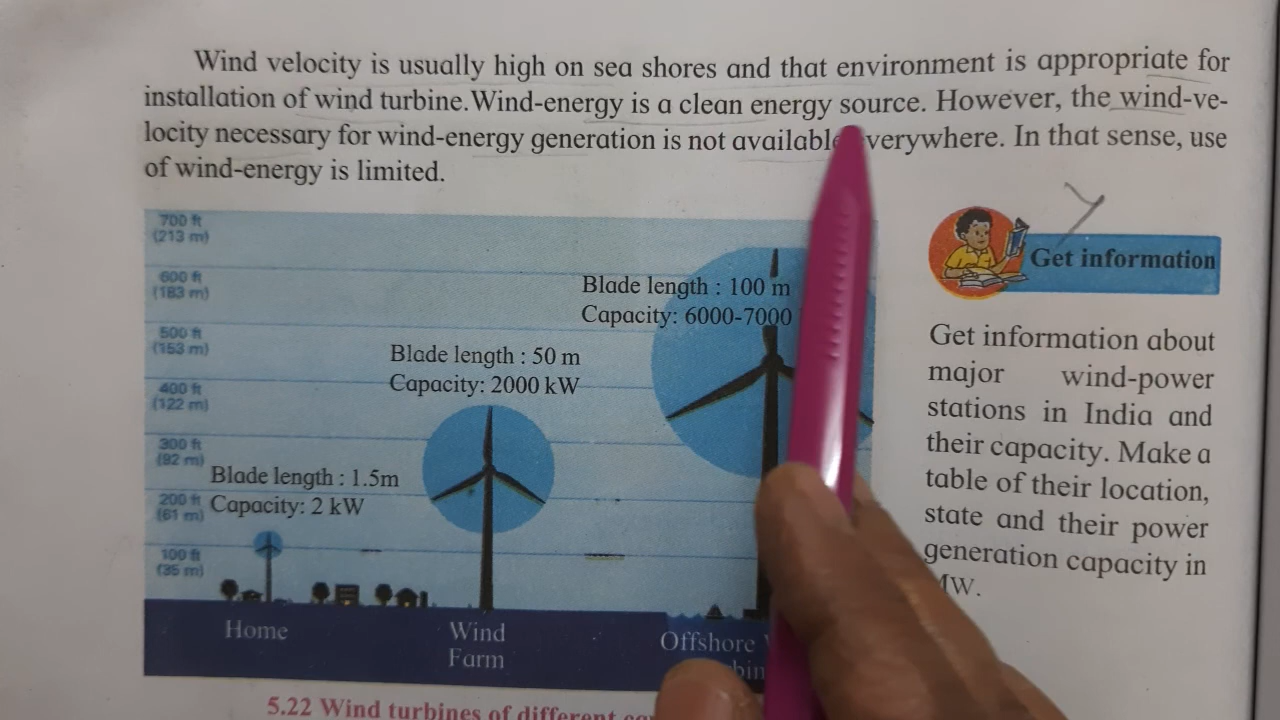 Wind velocity is usually high on sea shores and that environment is appropriate for
installation of wind turbine.Wind-energy is a clean energy source. However, the wind-ve-
locity necessary for wind-energy generation is not available everywhere. In that sense, use
of wind-energy is limited.
700 ft
(213 m)
600 ft
(183 m)
500 ft
(153 m)
400 ft
(122 m)
300 ft
(92 m)
200 ft
(61 m)
100 ft
(35 m)
Blade length : 100 m
Capacity: 6000-7000
Blade length : 50 m
Capacity: 2000 kW
Blade length : 1.5m
Capacity: 2 kW
Home
Wind
Farm
Offshore
5.22 Wind turbines of different
Get information
Get information about
major wind-power
stations in India and
their capacity. Make a
table of their location,
state and their power
generation capacity in
MW.